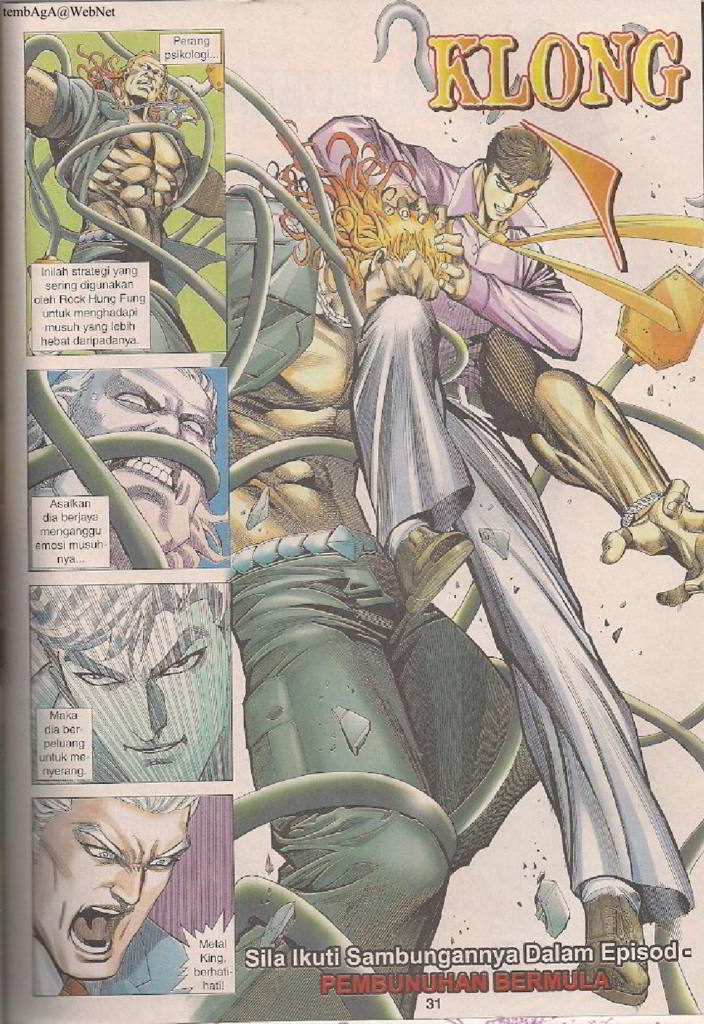 tembAgA@WebNet
Perang
psikologi...
KLONG
Inilah strategi yang
sering digunakan
oleh Rock Hung Fung
untuk menghadapi
musuh yang lebih
hebat daripadanya.
Asalkan
dia berjaya
menganggu
emosi musuh-
nya...
Maka
dia ber-
peluang
untuk me-
nyerang.
Metal
King,
berhati-
hati!
Sila Ikuti Sambungannya Dalam Episod -
PEMBUNUHAN BERMULA
31